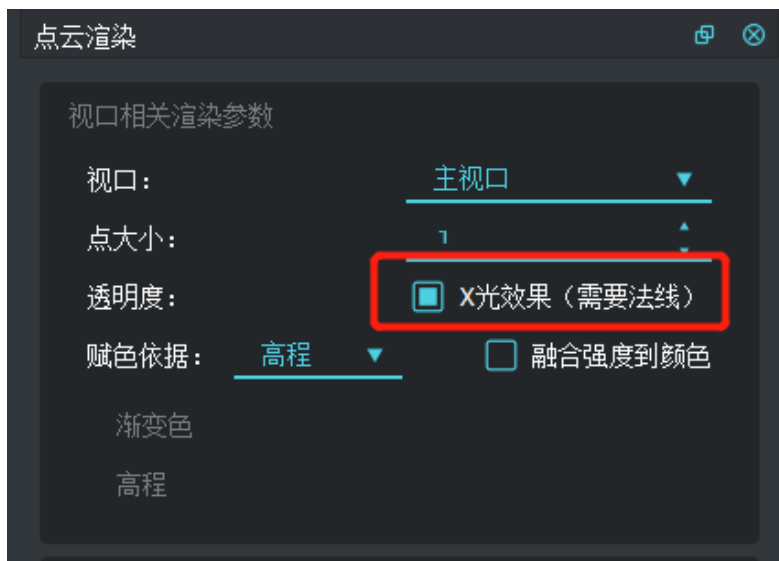 点云渲染
视口相关渲染参数
视口： 主视口
点大小： 1
透明度： X光效果（需要法线）
赋色依据： 高程 融合强度到颜色
渐变色
高程